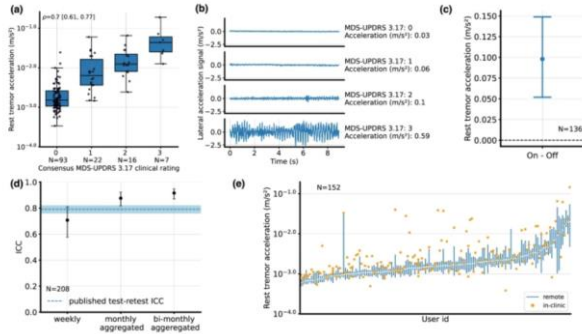 (a)
ρ=0.7 [0.61, 0.77]
Rest tremor acceleration (m/s²)
0 1 2 3
N=93 N=22 N=16 N=7
Consensus MDS-UPDRS 3.17 clinical rating
(b)
Lateral acceleration signal (m/s²)
0.0
−2.5
MDS-UPDRS 3.17: 0
Acceleration (m/s²): 0.03
0.0
−2.5
MDS-UPDRS 3.17: 1
Acceleration (m/s²): 0.06
0.0
−2.5
MDS-UPDRS 3.17: 2
Acceleration (m/s²): 0.1
0.0
−2.5
MDS-UPDRS 3.17: 3
Acceleration (m/s²): 0.59
0 2 4 6 8
Time (s)
(c)
Rest tremor acceleration (m/s²)
0.150
0.125
0.100
0.075
0.050
0.025
0.000
N=136
On - Off
(d)
ICC
1.0
0.8
0.6
0.4
0.2
0.0
N=208
published test-retest ICC
weekly
monthly
aggregated
bi-monthly
aggeregated
(e)
N=152
Rest tremor acceleration (m/s²)
10⁻¹·⁰
10⁻²·⁰
10⁻³·⁰
10⁻⁴·⁰
remote
in-clinic
User id